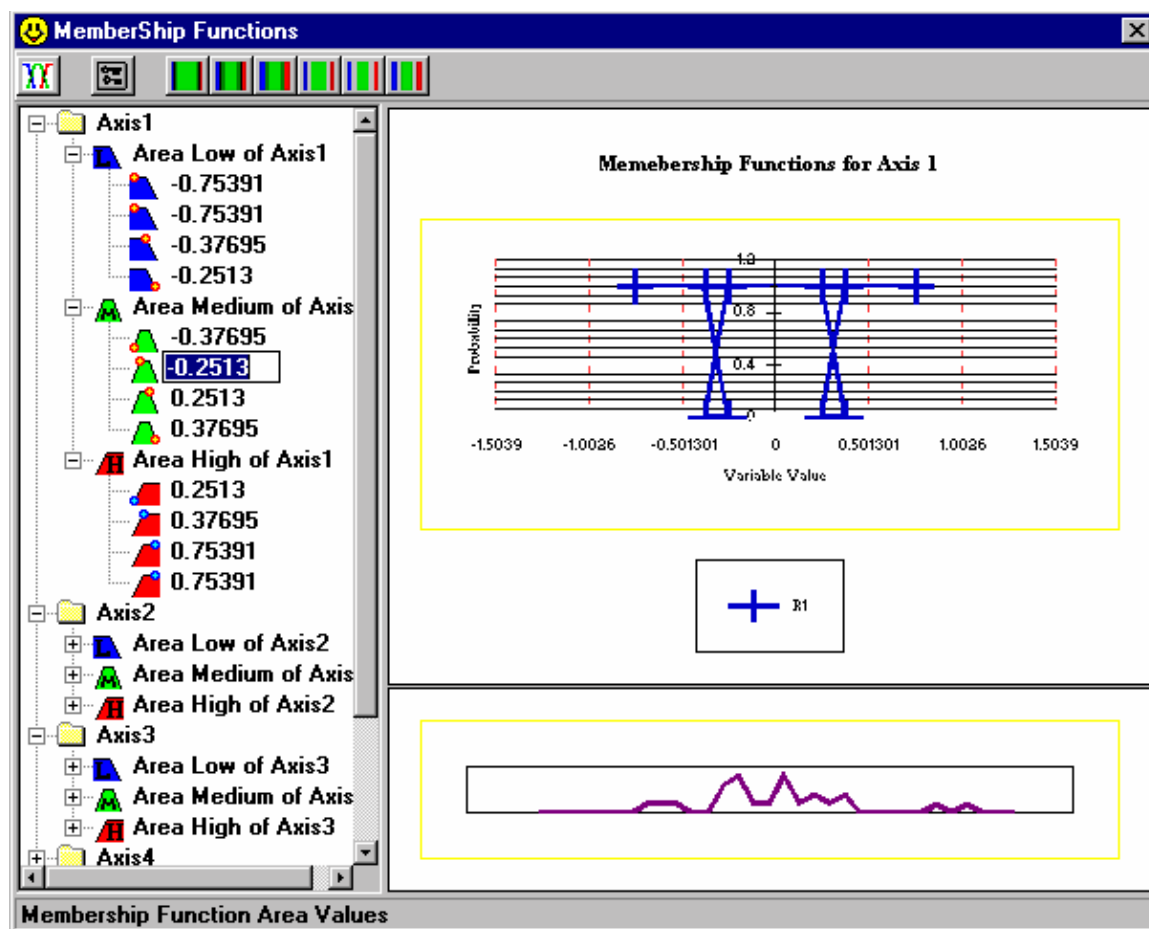 MemberShip Functions
Axis1
Area Low of Axis1
-0.75391
-0.75391
-0.37695
-0.2513
Area Medium of Axis
-0.37695
-0.2513
0.2513
0.37695
Area High of Axis1
0.2513
0.37695
0.75391
0.75391
Axis2
Area Low of Axis2
Area Medium of Axis
Area High of Axis2
Axis3
Area Low of Axis3
Area Medium of Axis
Area High of Axis3
Axis4
Memebership Functions for Axis 1
Probability
0.8
0.4
0
-1.5039 -1.0026 -0.501301 0 0.501301 1.0026 1.5039
Variable Value
R1
Membership Function Area Values